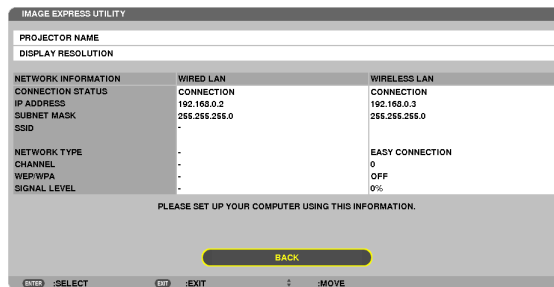 IMAGE EXPRESS UTILITY
PROJECTOR NAME
DISPLAY RESOLUTION
NETWORK INFORMATION WIRED LAN WIRELESS LAN
CONNECTION STATUS CONNECTION CONNECTION
IP ADDRESS 192.168.0.2 192.168.0.3
SUBNET MASK 255.255.255.0 255.255.255.0
SSID -
NETWORK TYPE - EASY CONNECTION
CHANNEL - 0
WEP/WPA - OFF
SIGNAL LEVEL - 0%
PLEASE SET UP YOUR COMPUTER USING THIS INFORMATION.
BACK
ENTER :SELECT EXIT :EXIT :MOVE